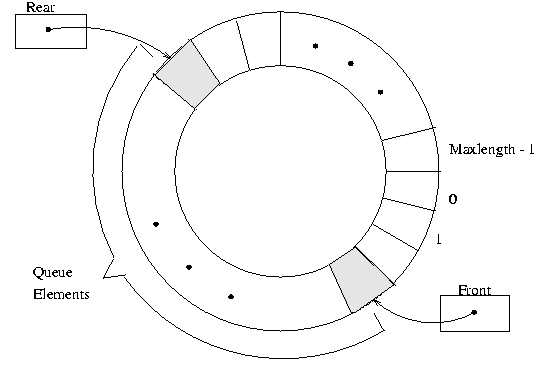 Rear
Maxlength - 1
0
1
Queue
Elements
Front